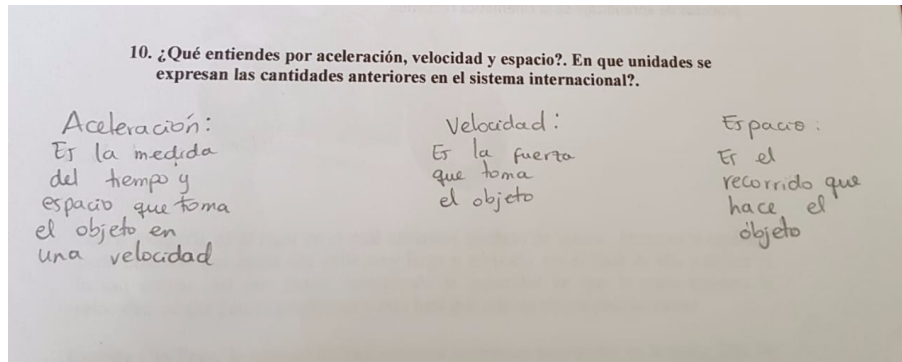 10. ¿Qué entiendes por aceleración, velocidad y espacio?. En que unidades se
expresan las cantidades anteriores en el sistema internacional?.
Aceleración:
Es la medida
del tiempo y
espacio que toma
el objeto en
una velocidad
Velocidad:
Es la fuerza
que toma
el objeto
Espacio:
Es el
recorrido que
hace el
objeto